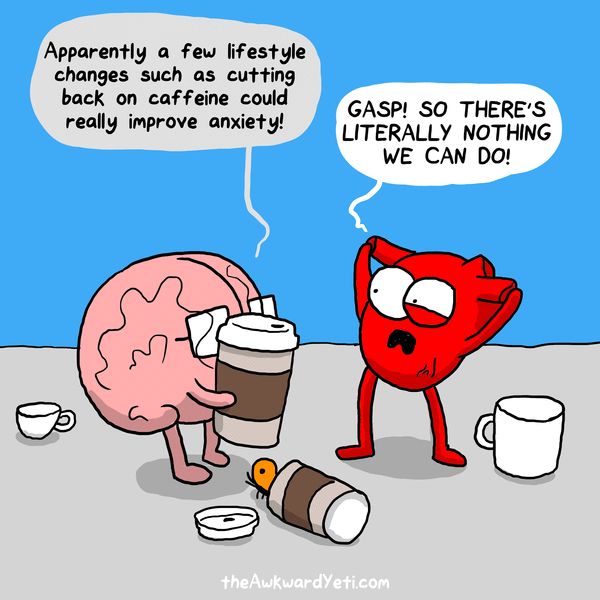 Apparently a few lifestyle
changes such as cutting
back on caffeine could
really improve anxiety!
GASP! SO THERE'S
LITERALLY NOTHING
WE CAN DO!
theAwkwardYeti.com